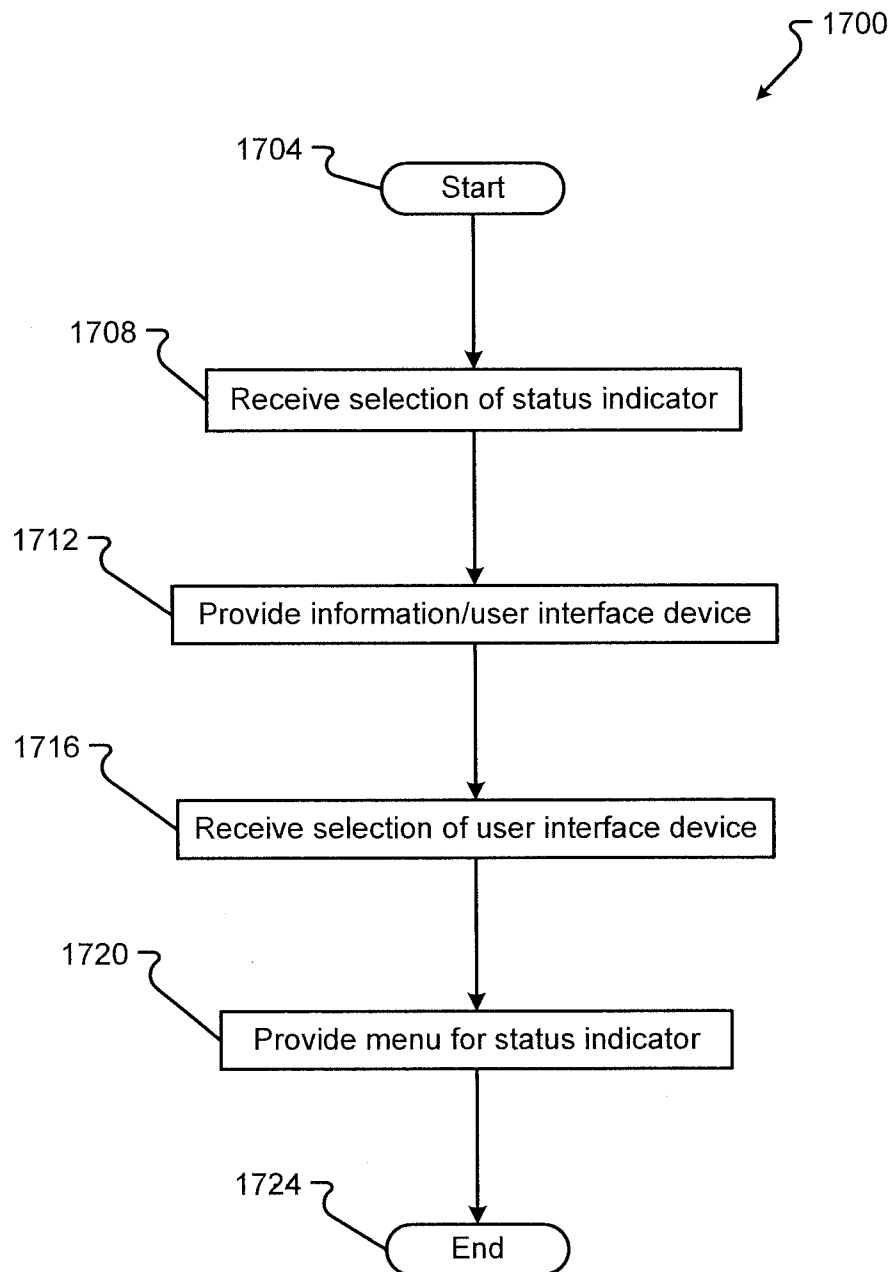 1700
1704
Start
1708
Receive selection of status indicator
1712
Provide information/user interface device
1716
Receive selection of user interface device
1720
Provide menu for status indicator
1724
End